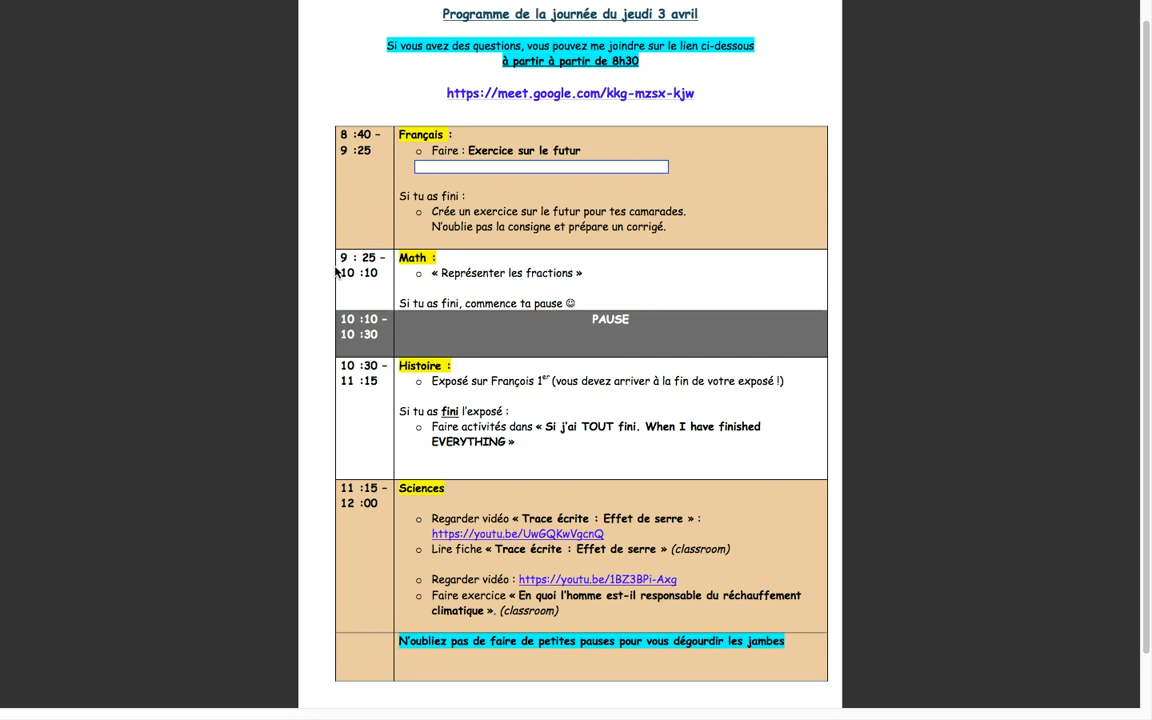 Programme de la journée du jeudi 3 avril
Si vous avez des questions, vous pouvez me joindre sur le lien ci-dessous
à partir à partir de 8h30
https://meet.google.com/kkg-mzsx-kjw
8 :40 –
9 :25
Français :
o Faire : Exercice sur le futur
Si tu as fini :
o Crée un exercice sur le futur pour tes camarades.
N'oublie pas la consigne et prépare un corrigé.
9 : 25 –
10 :10
Math :
o « Représenter les fractions »
Si tu as fini, commence ta pause ☺
10 :10 –
10 :30
PAUSE
10 :30 –
11 :15
Histoire :
o Exposé sur François 1er (vous devez arriver à la fin de votre exposé !)
Si tu as fini l'exposé :
o Faire activités dans « Si j'ai TOUT fini. When I have finished
EVERYTHING »
11 :15 –
12 :00
Sciences
o Regarder vidéo « Trace écrite : Effet de serre » :
https://youtu.be/UwGQKwVgcnQ
o Lire fiche « Trace écrite : Effet de serre » (classroom)
o Regarder vidéo : https://youtu.be/1BZ3BPi-Axg
o Faire exercice « En quoi l'homme est-il responsable du réchauffement
climatique ». (classroom)
N'oubliez pas de faire de petites pauses pour vous dégourdir les jambes